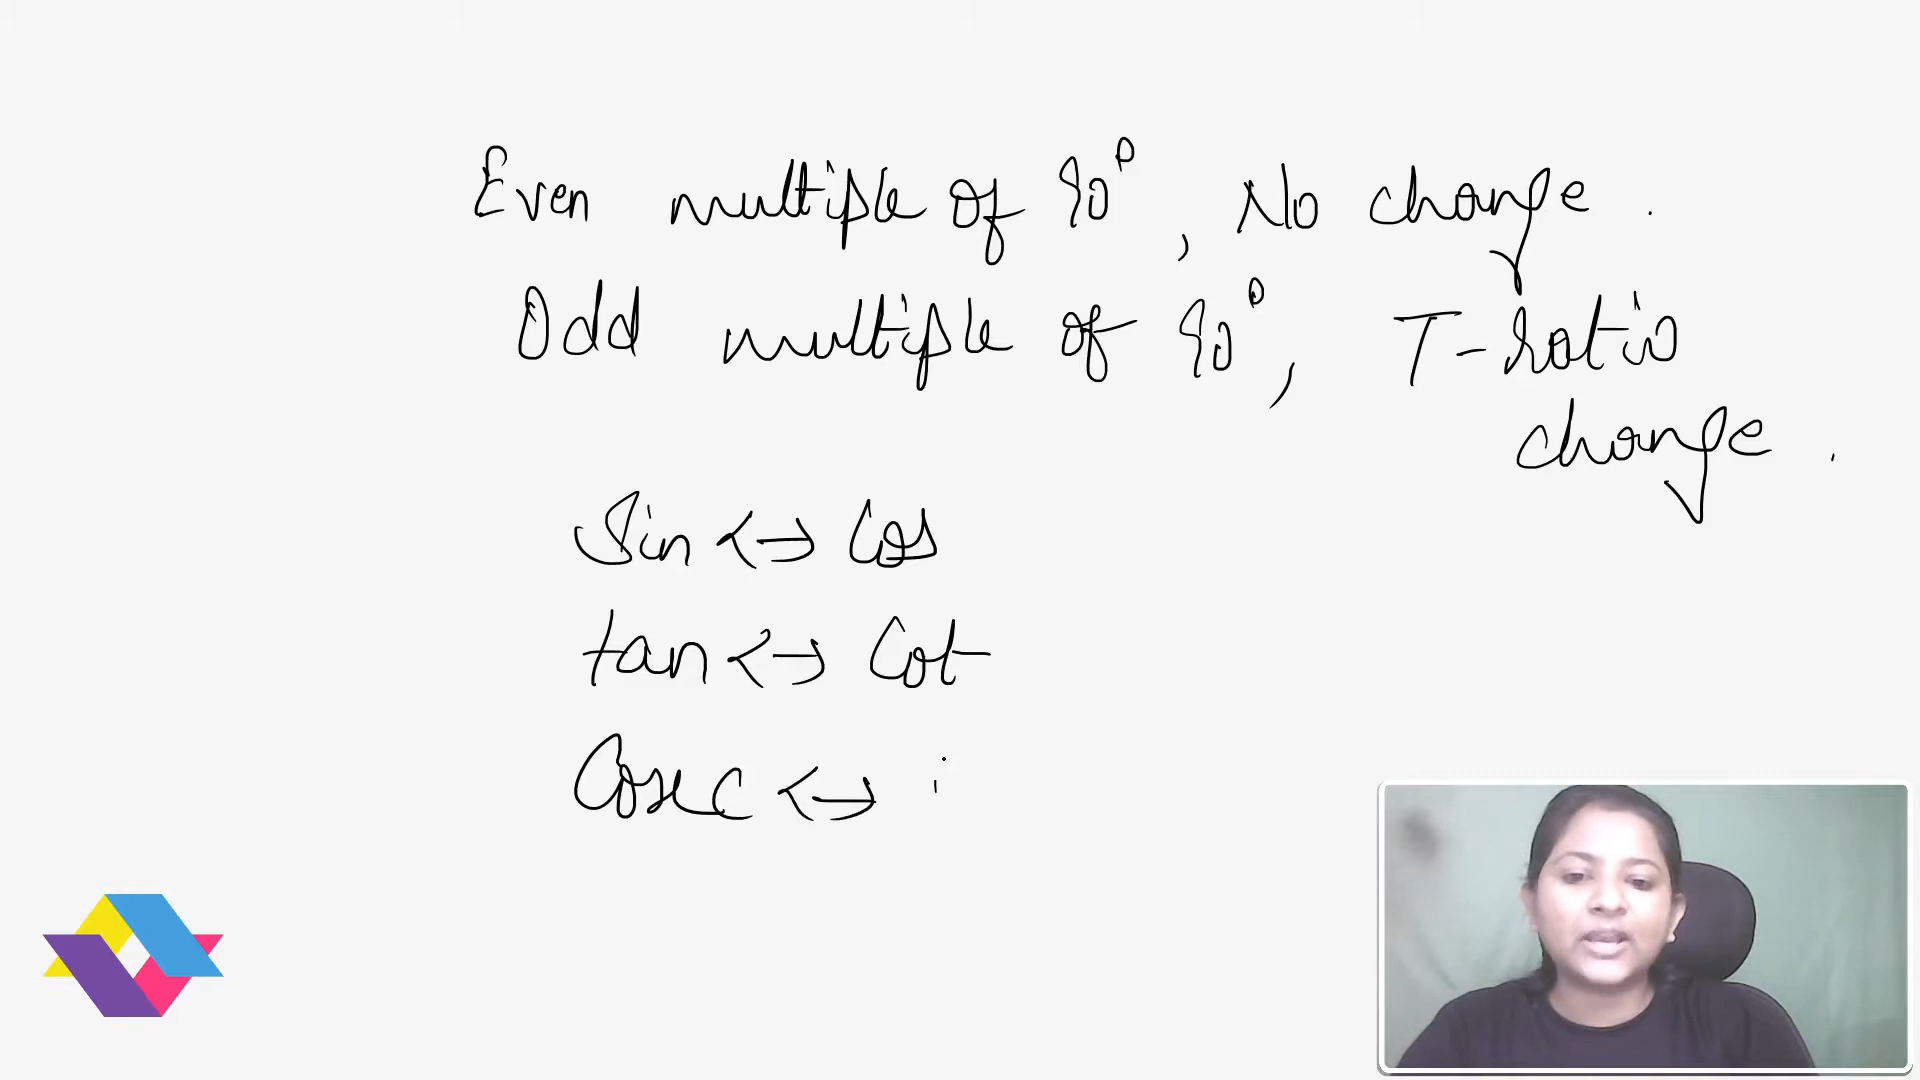 Even multiple of 90°, No change.
Odd multiple of 90°, T-ratio
change.
Sin <-> Cos
tan <-> Cot
Cosec <->